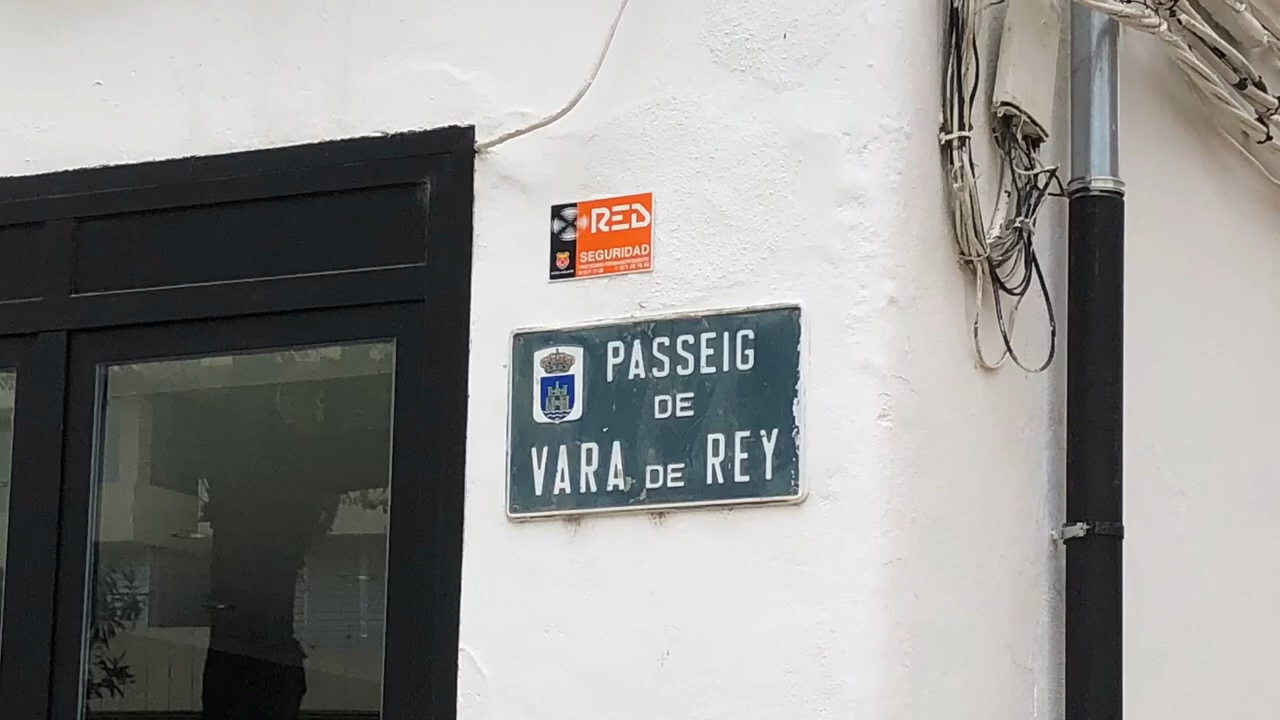 RED
SEGURIDAD
PASSEIG
DE
VARA DE REY